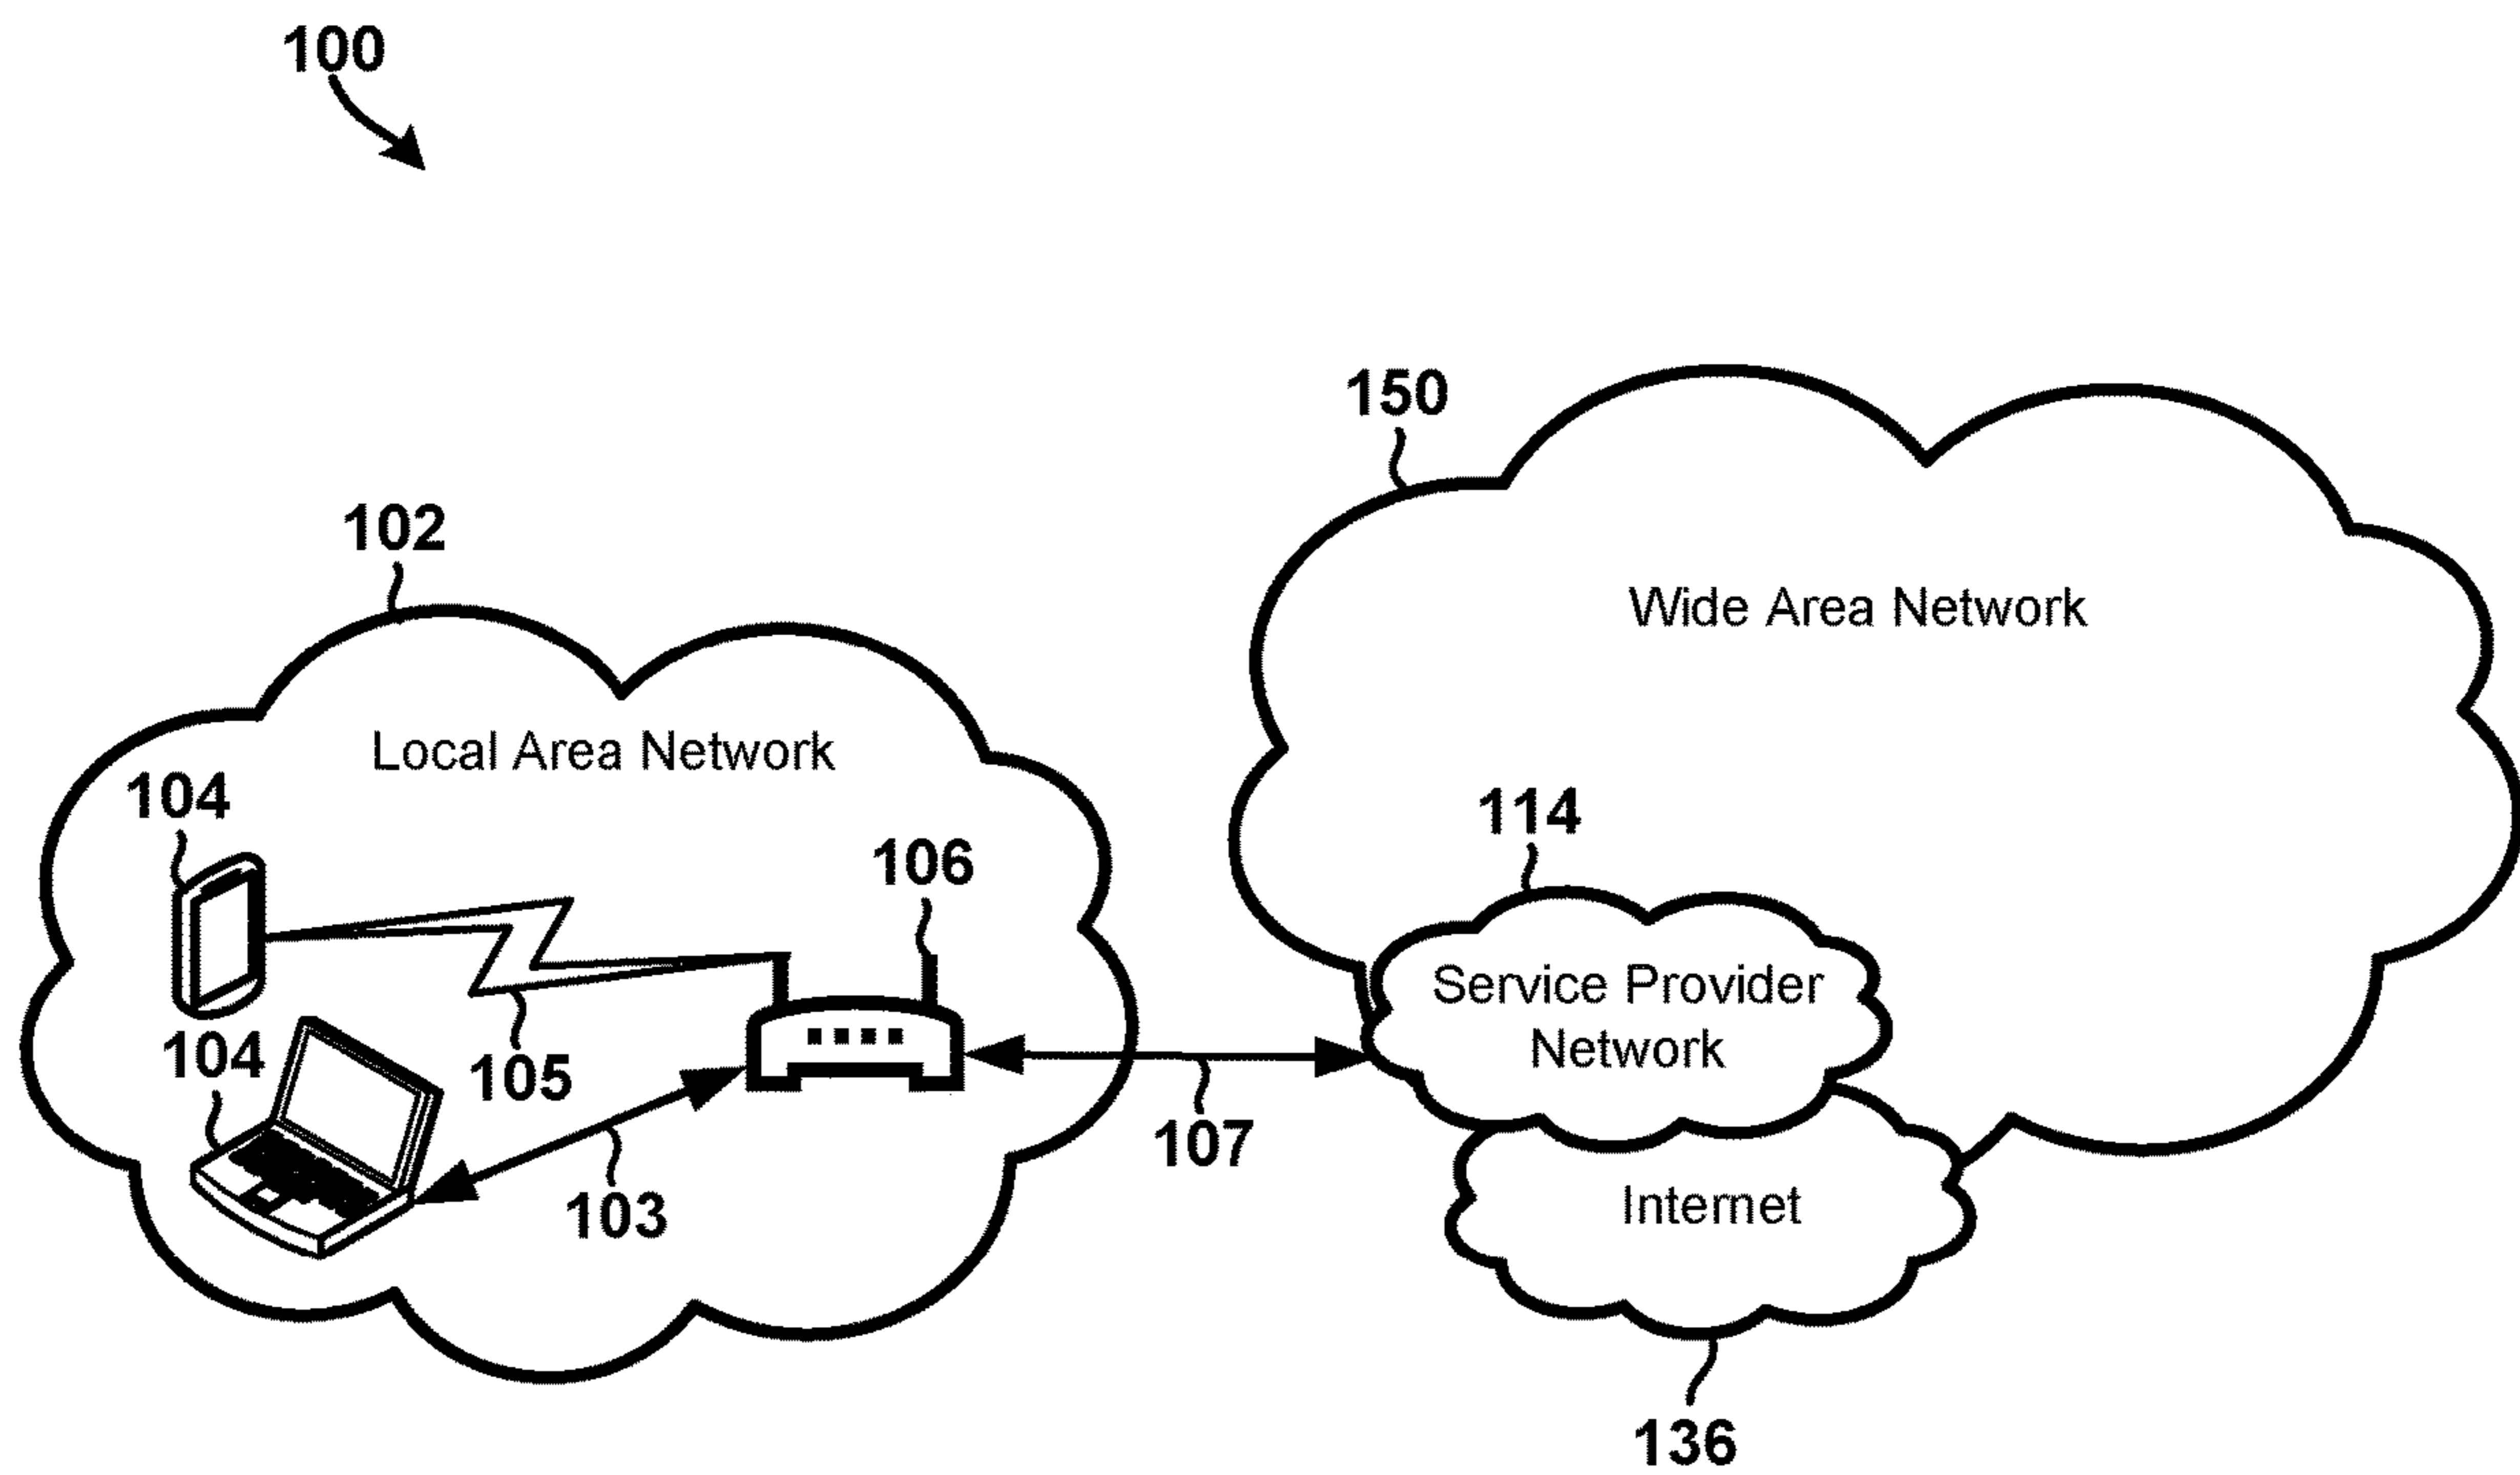 100
150
102
Wide Area Network
Local Area Network
104
114
106
Service Provider
Network
104
105
107
103
Internet
136